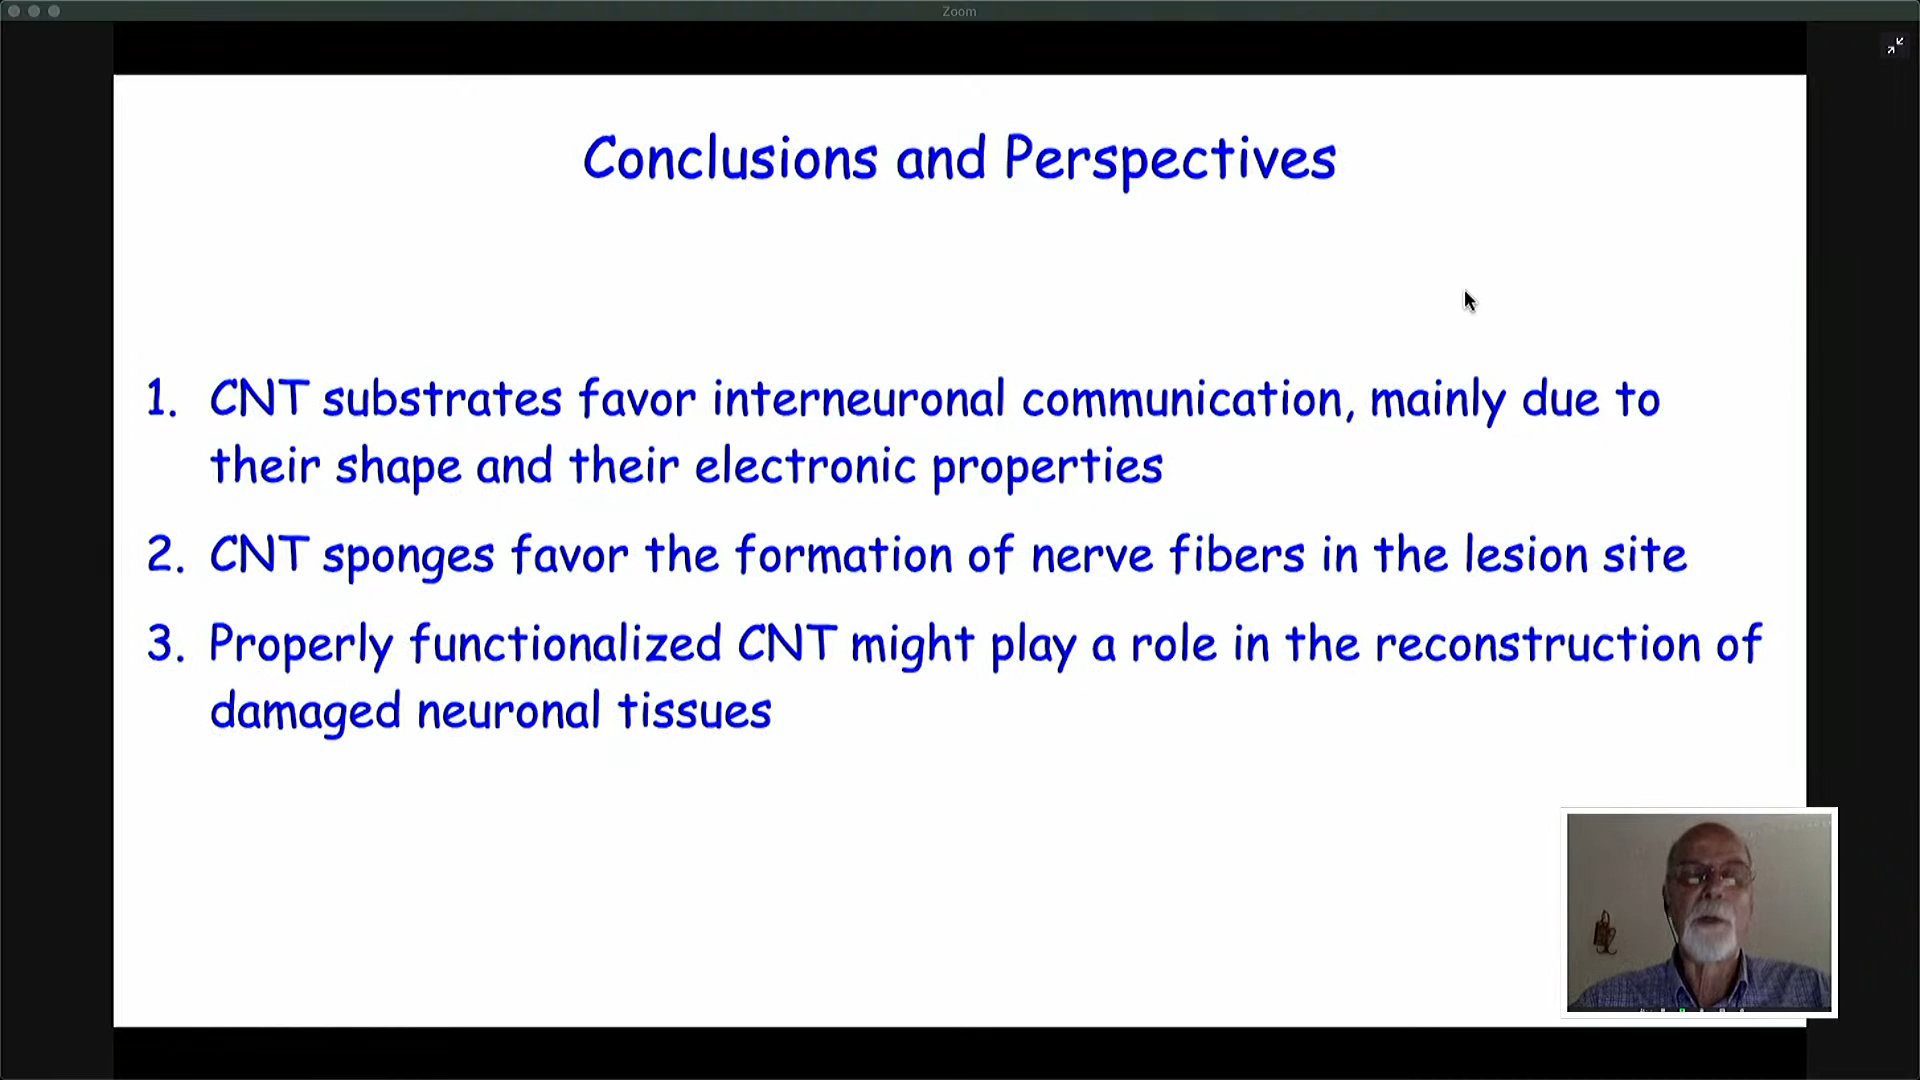 Zoom
Conclusions and Perspectives
1. CNT substrates favor interneuronal communication, mainly due to
their shape and their electronic properties
2. CNT sponges favor the formation of nerve fibers in the lesion site
3. Properly functionalized CNT might play a role in the reconstruction of
damaged neuronal tissues